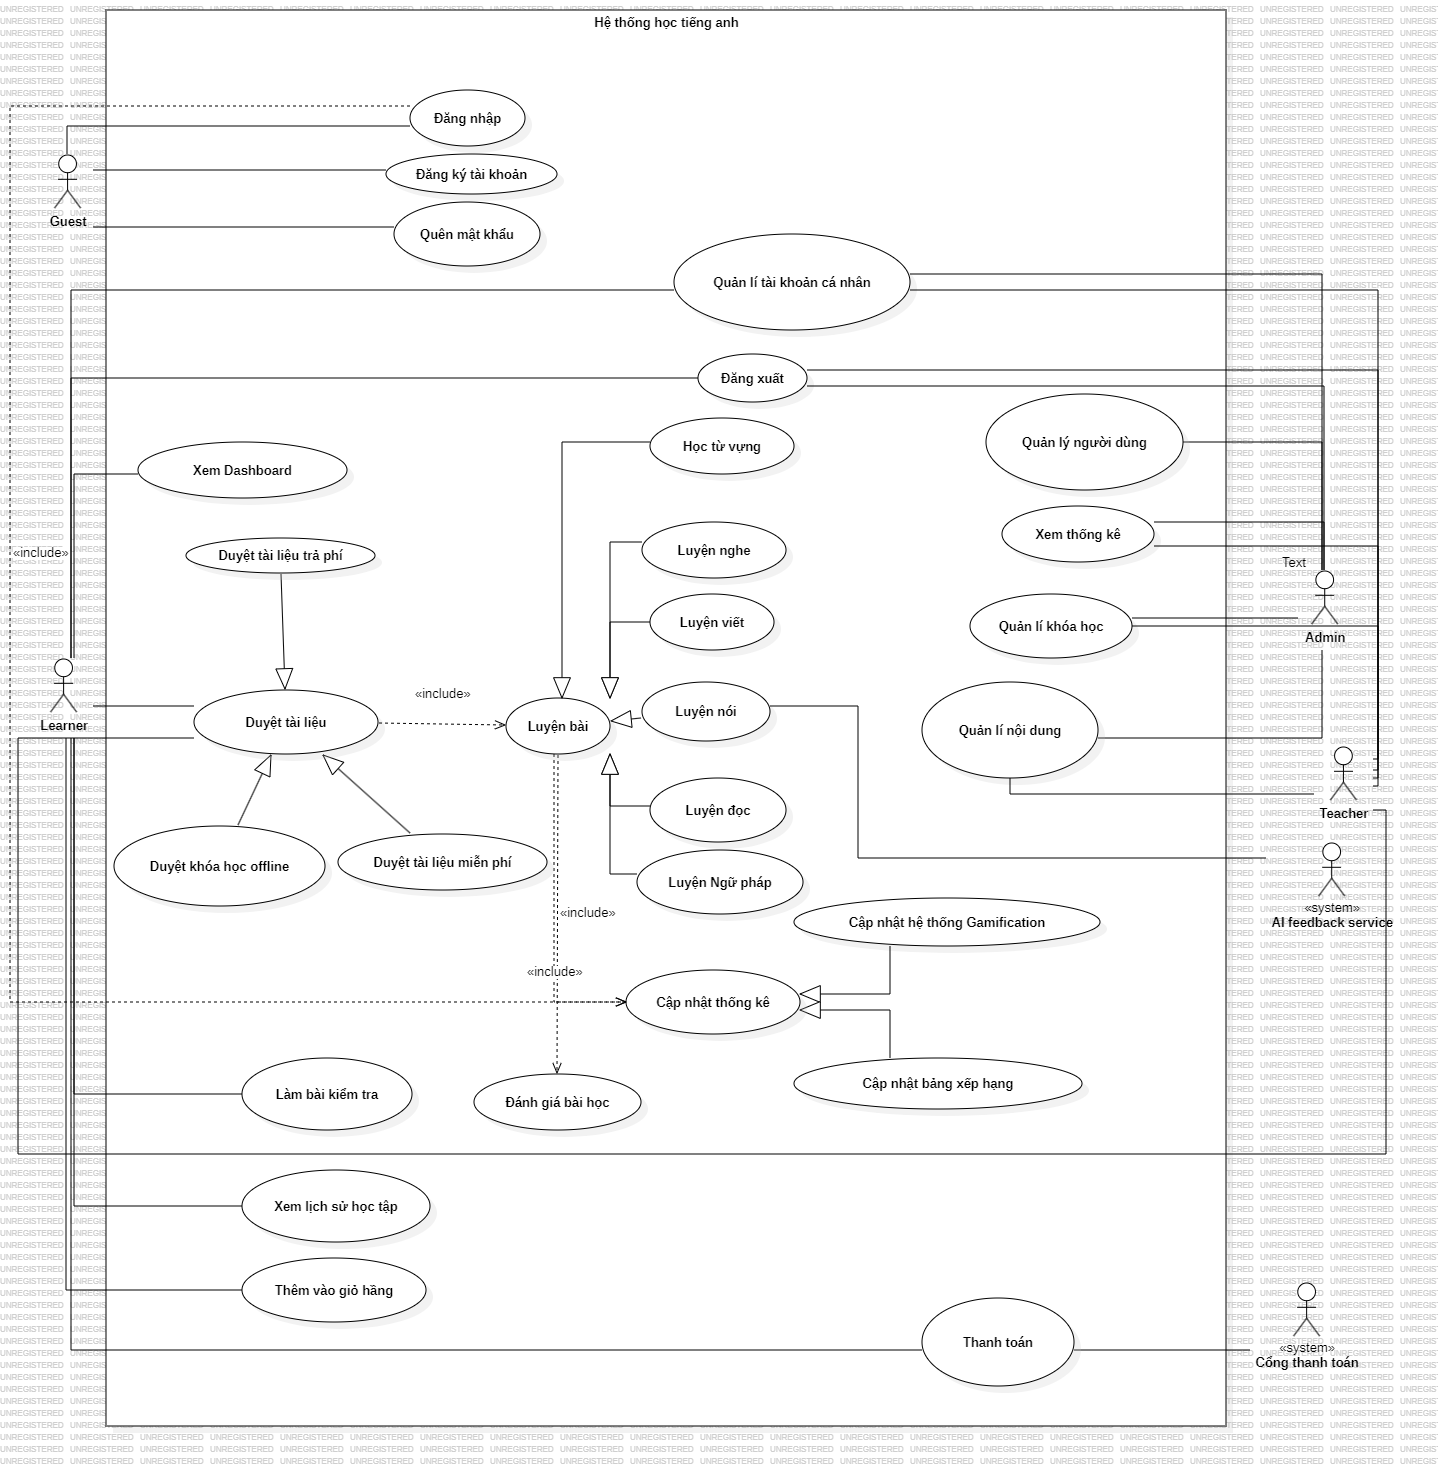 Hệ thống học tiếng anh
Đăng nhập
Đăng ký tài khoản
Guest
Quên mật khẩu
Quản lí tài khoản cá nhân
Đăng xuất
Học từ vựng
Quản lý người dùng
Xem Dashboard
Xem thống kê
Luyện nghe
«include»
Duyệt tài liệu trả phí
Text
Luyện viết
Quản lí khóa học
Admin
«include»
Luyện nói
Learner
Duyệt tài liệu
Luyện bài
Quản lí nội dung
Luyện đọc
Teacher
Duyệt khóa học offline
Duyệt tài liệu miễn phí
Luyện Ngữ pháp
«include»
Cập nhật hệ thống Gamification
«system»
AI feedback service
«include»
Cập nhật thống kê
Cập nhật bảng xếp hạng
Làm bài kiểm tra
Đánh giá bài học
Xem lịch sử học tập
Thêm vào giỏ hầng
Thanh toán
«system»
Cổng thanh toán
UNREGISTERED